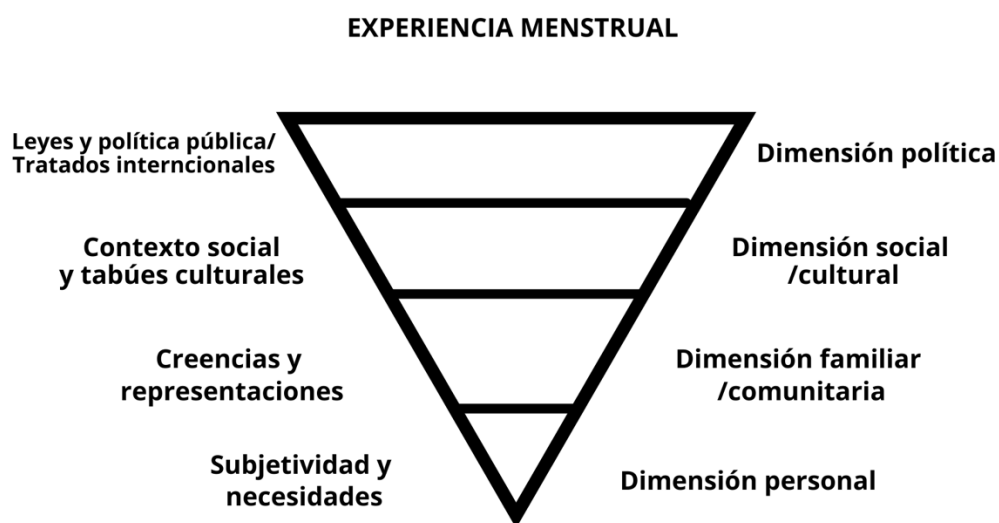 EXPERIENCIA MENSTRUAL
Leyes y política pública/
Tratados interncionales
Dimensión política
Contexto social
y tabúes culturales
Dimensión social
/cultural
Creencias y
representaciones
Dimensión familiar
/comunitaria
Subjetividad y
necesidades
Dimensión personal